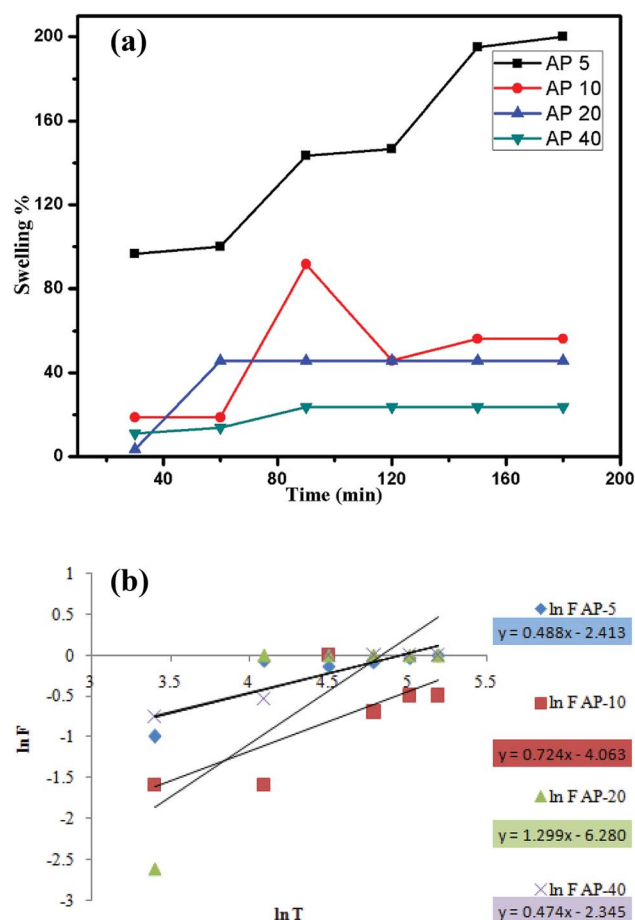 (a)
200
160
120
80
40
0
Swelling %
AP 5
AP 10
AP 20
AP 40
40
80
120
160
200
Time (min)
(b)
1
0.5
0
-0.5
-1
-1.5
-2
-2.5
-3
ln F
3
3.5
4
4.5
5
5.5
ln T
ln F AP-5
y = 0.488x - 2.413
ln F AP-10
y = 0.724x - 4.063
ln F AP-20
y = 1.299x - 6.280
ln F AP-40
y = 0.474x - 2.345